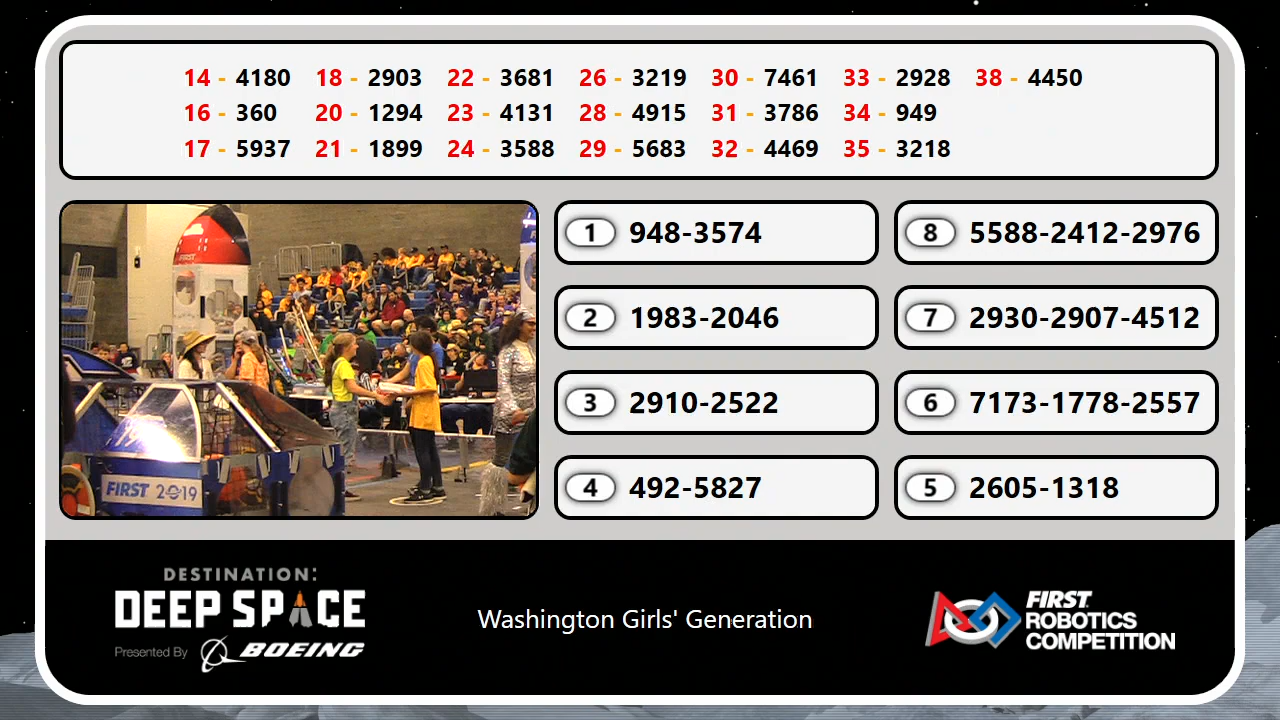 14 - 4180 18 - 2903 22 - 3681 26 - 3219 30 - 7461 33 - 2928 38 - 4450
16 - 360 20 - 1294 23 - 4131 28 - 4915 31 - 3786 34 - 949
17 - 5937 21 - 1899 24 - 3588 29 - 5683 32 - 4469 35 - 3218
1 948-3574
8 5588-2412-2976
2 1983-2046
7 2930-2907-4512
3 2910-2522
6 7173-1778-2557
4 492-5827
5 2605-1318
FIRST 2019
DESTINATION:
DEEP SPACE
Presented By BOEING
Washington Girls' Generation
FIRST
ROBOTICS
COMPETITION